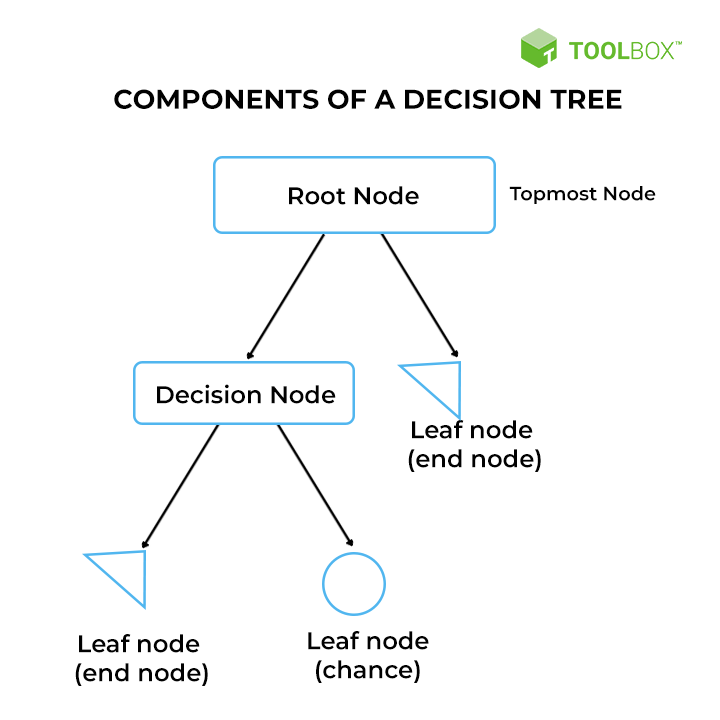 TOOLBOX™
COMPONENTS OF A DECISION TREE
Root Node
Topmost Node
Decision Node
Leaf node
(end node)
Leaf node
(end node)
Leaf node
(chance)